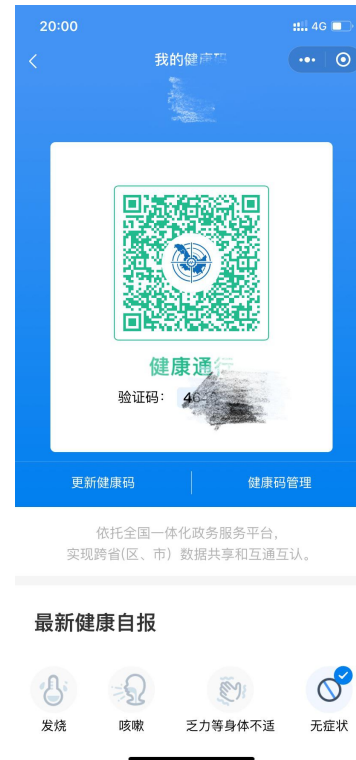 20:00
4G
我的健康码
健康通行
验证码:
更新健康码
健康码管理
依托全国一体化政务服务平台,
实现跨省(区、市) 数据共享和互通互认。
最新健康自报
发烧
咳嗽
乏力等身体不适
无症状